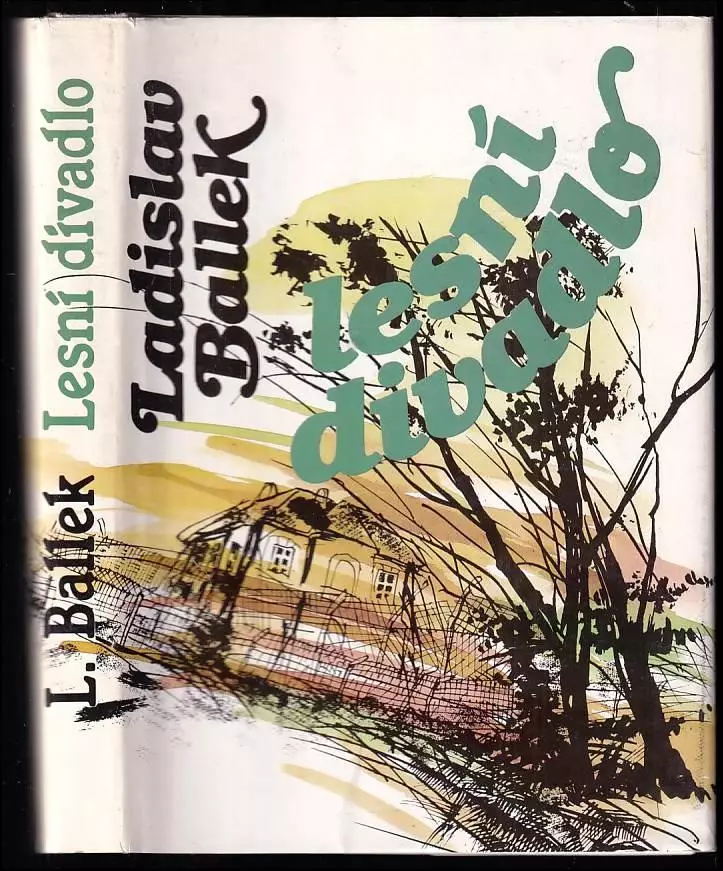 L. Ballek Lesní divadlo
Ladislav
Ballek
lesní
divadlo